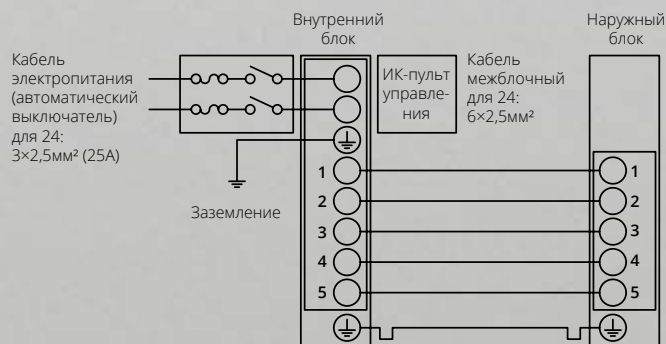 Внутренний
блок
Наружный
блок
Кабель
электропитания
(автоматический
выключатель)
для 24:
3×2,5мм² (25А)
ИК-пульт
управле-
ния
Кабель
межблочный
для 24:
6×2,5мм²
Заземление
1
2
3
4
5
1
2
3
4
5